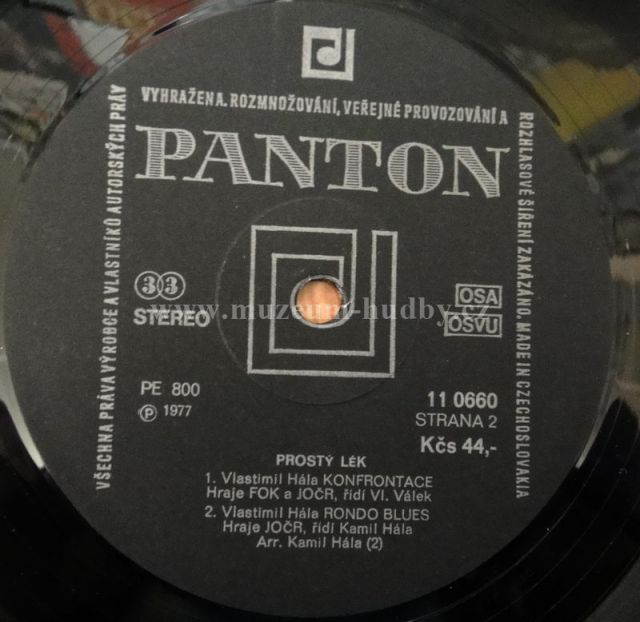 VŠECHNA PRÁVA VÝROBCE A VLASTNÍKŮ AUTORSKÝCH PRÁV
VYHRAŽENA. ROZMNOŽOVÁNÍ, VEŘEJNÉ PROVOZOVÁNÍ A
ROZHLASOVÉ ŠÍŘENÍ ZAKÁZÁNO. MADE IN CZECHOSLOVAKIA
PANTON
33
STEREO
OSA
OSVU
www.muzeum-hudby.cz
PE 800
℗ 1977
11 0660
STRANA 2
Kčs 44,-
PROSTÝ LÉK
1. Vlastimil Hála KONFRONTACE
Hraje FOK a JOČR, řídí Vl. Válek
2. Vlastimil Hála RONDO BLUES
Hraje JOČR, řídí Kamil Hála
Arr. Kamil Hála (2)